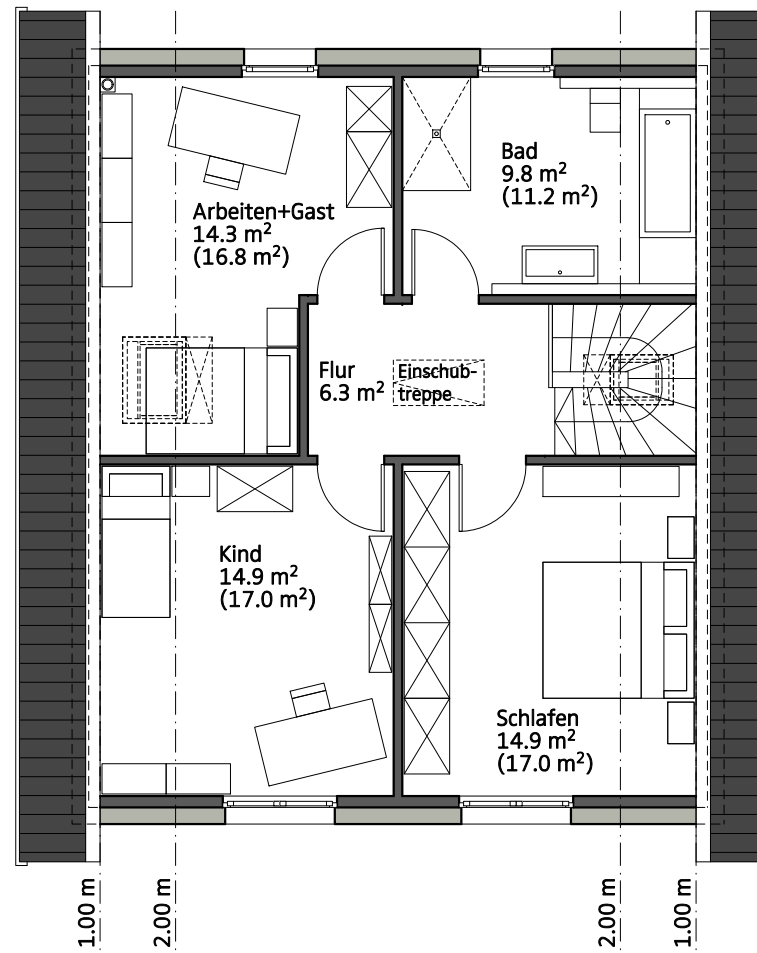 Bad
9.8 m²
(11.2 m²)
Arbeiten+Gast
14.3 m²
(16.8 m²)
Flur
6.3 m²
Einschub-
treppe
Kind
14.9 m²
(17.0 m²)
Schlafen
14.9 m²
(17.0 m²)
1.00 m
2.00 m
2.00 m
1.00 m